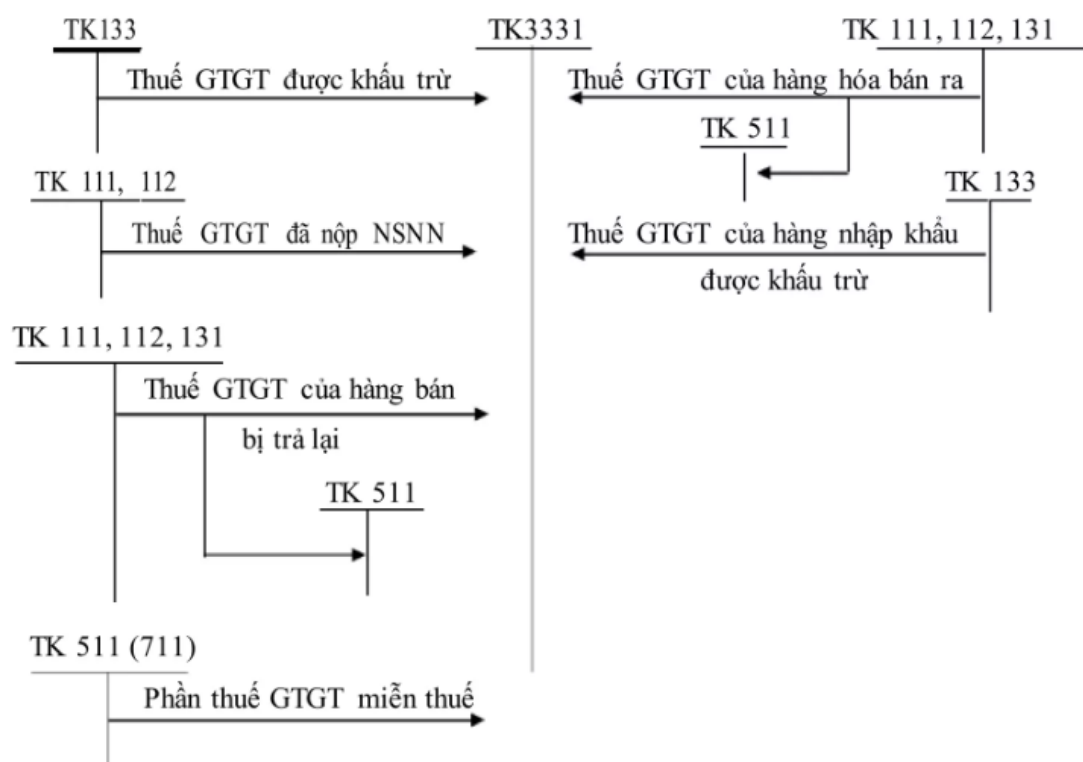 TK133
TK3331
TK 111, 112, 131
Thuế GTGT được khấu trừ
Thuế GTGT của hàng hóa bán ra
TK 511
TK 111, 112
TK 133
Thuế GTGT đã nộp NSNN
Thuế GTGT của hàng nhập khẩu
được khấu trừ
TK 111, 112, 131
Thuế GTGT của hàng bán
bị trả lại
TK 511
TK 511 (711)
Phần thuế GTGT miễn thuế